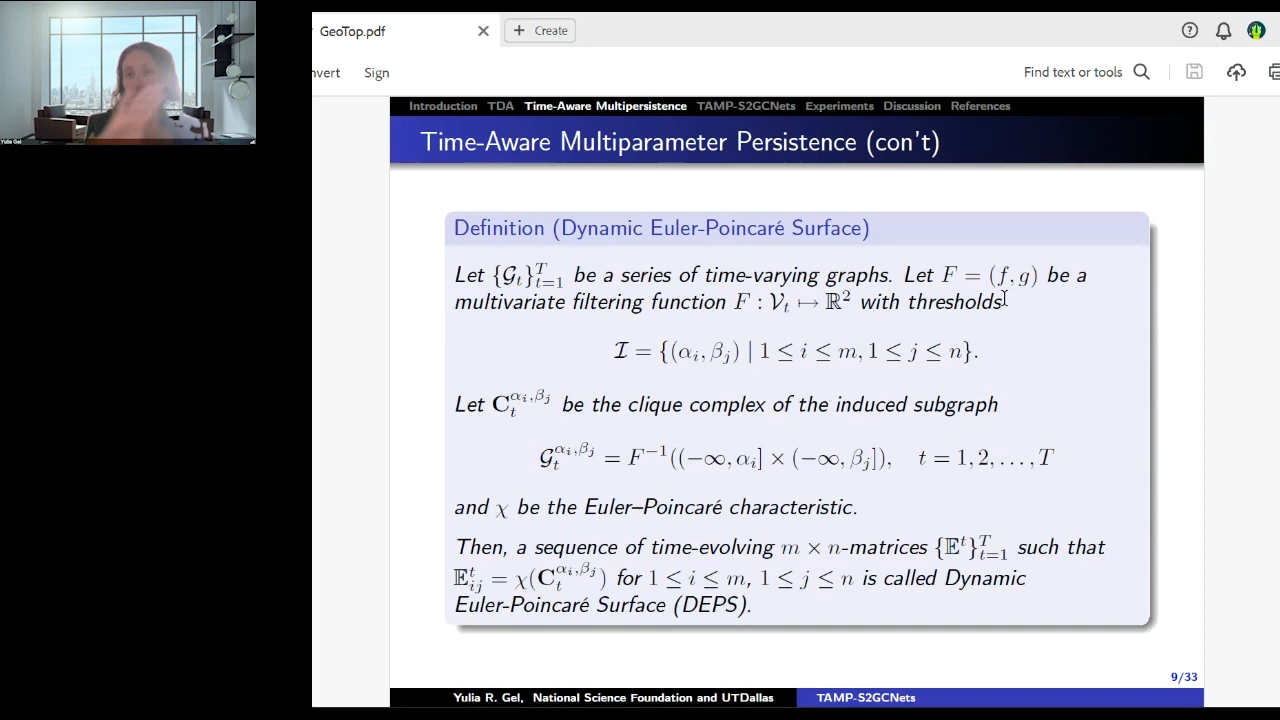 GeoTop.pdf
Create
nvert
Sign
Find text or tools
Yulia Gel
Introduction TDA Time-Aware Multipersistence TAMP-S2GCNets Experiments Discussion References
Time-Aware Multiparameter Persistence (con't)
Definition (Dynamic Euler-Poincaré Surface)
Let {𝒢_t}_{t=1}^T be a series of time-varying graphs. Let F = (f, g) be a
multivariate filtering function F : 𝒱_t ↦ ℝ² with thresholds
ℐ = {(α_i, β_j) | 1 ≤ i ≤ m, 1 ≤ j ≤ n}.
Let C_t^{α_i,β_j} be the clique complex of the induced subgraph
𝒢_t^{α_i,β_j} = F^{-1}((−∞, α_i] × (−∞, β_j]), t = 1, 2, . . . , T
and χ be the Euler–Poincaré characteristic.
Then, a sequence of time-evolving m × n-matrices {𝔼^t}_{t=1}^T such that
𝔼_{ij}^t = χ(C_t^{α_i,β_j}) for 1 ≤ i ≤ m, 1 ≤ j ≤ n is called Dynamic
Euler-Poincaré Surface (DEPS).
9/33
Yulia R. Gel, National Science Foundation and UTDallas
TAMP-S2GCNets